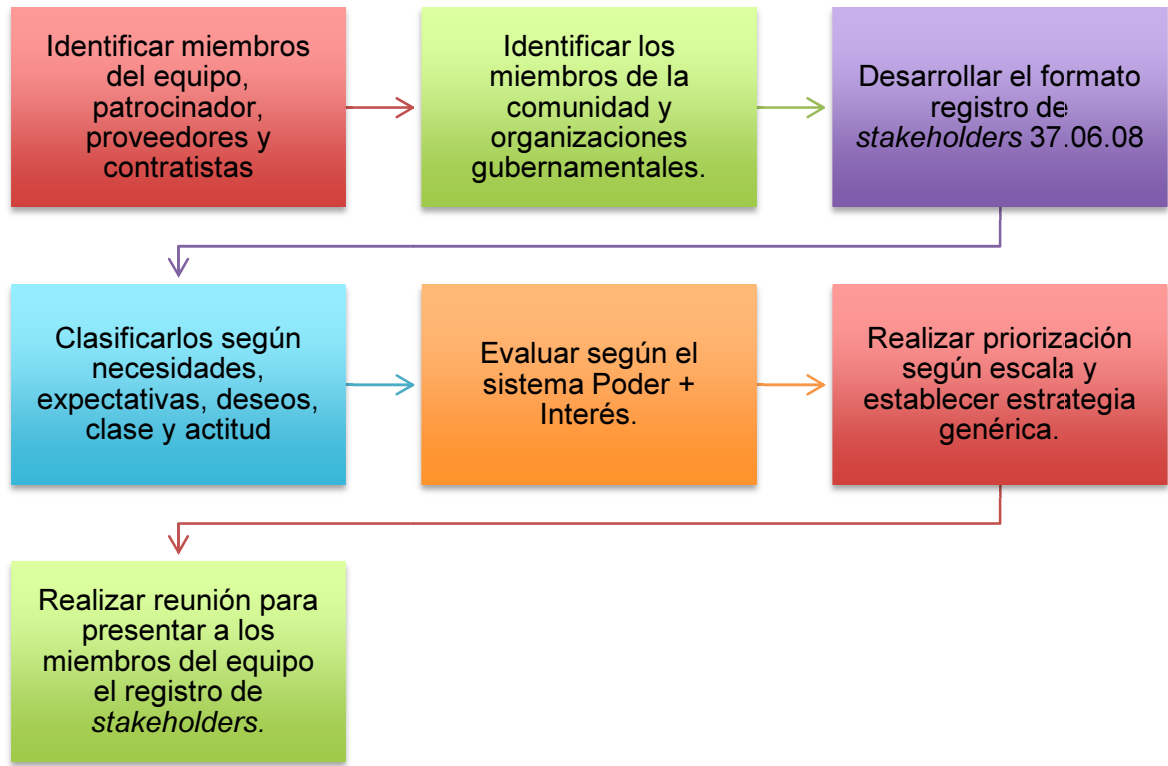 Identificar miembros
del equipo,
patrocinador,
proveedores y
contratistas
Identificar los
miembros de la
comunidad y
organizaciones
gubernamentales.
Desarrollar el formato
registro de
stakeholders 37.06.08
Clasificarlos según
necesidades,
expectativas, deseos,
clase y actitud
Evaluar según el
sistema Poder +
Interés.
Realizar priorización
según escala y
establecer estrategia
genérica.
Realizar reunión para
presentar a los
miembros del equipo
el registro de
stakeholders.